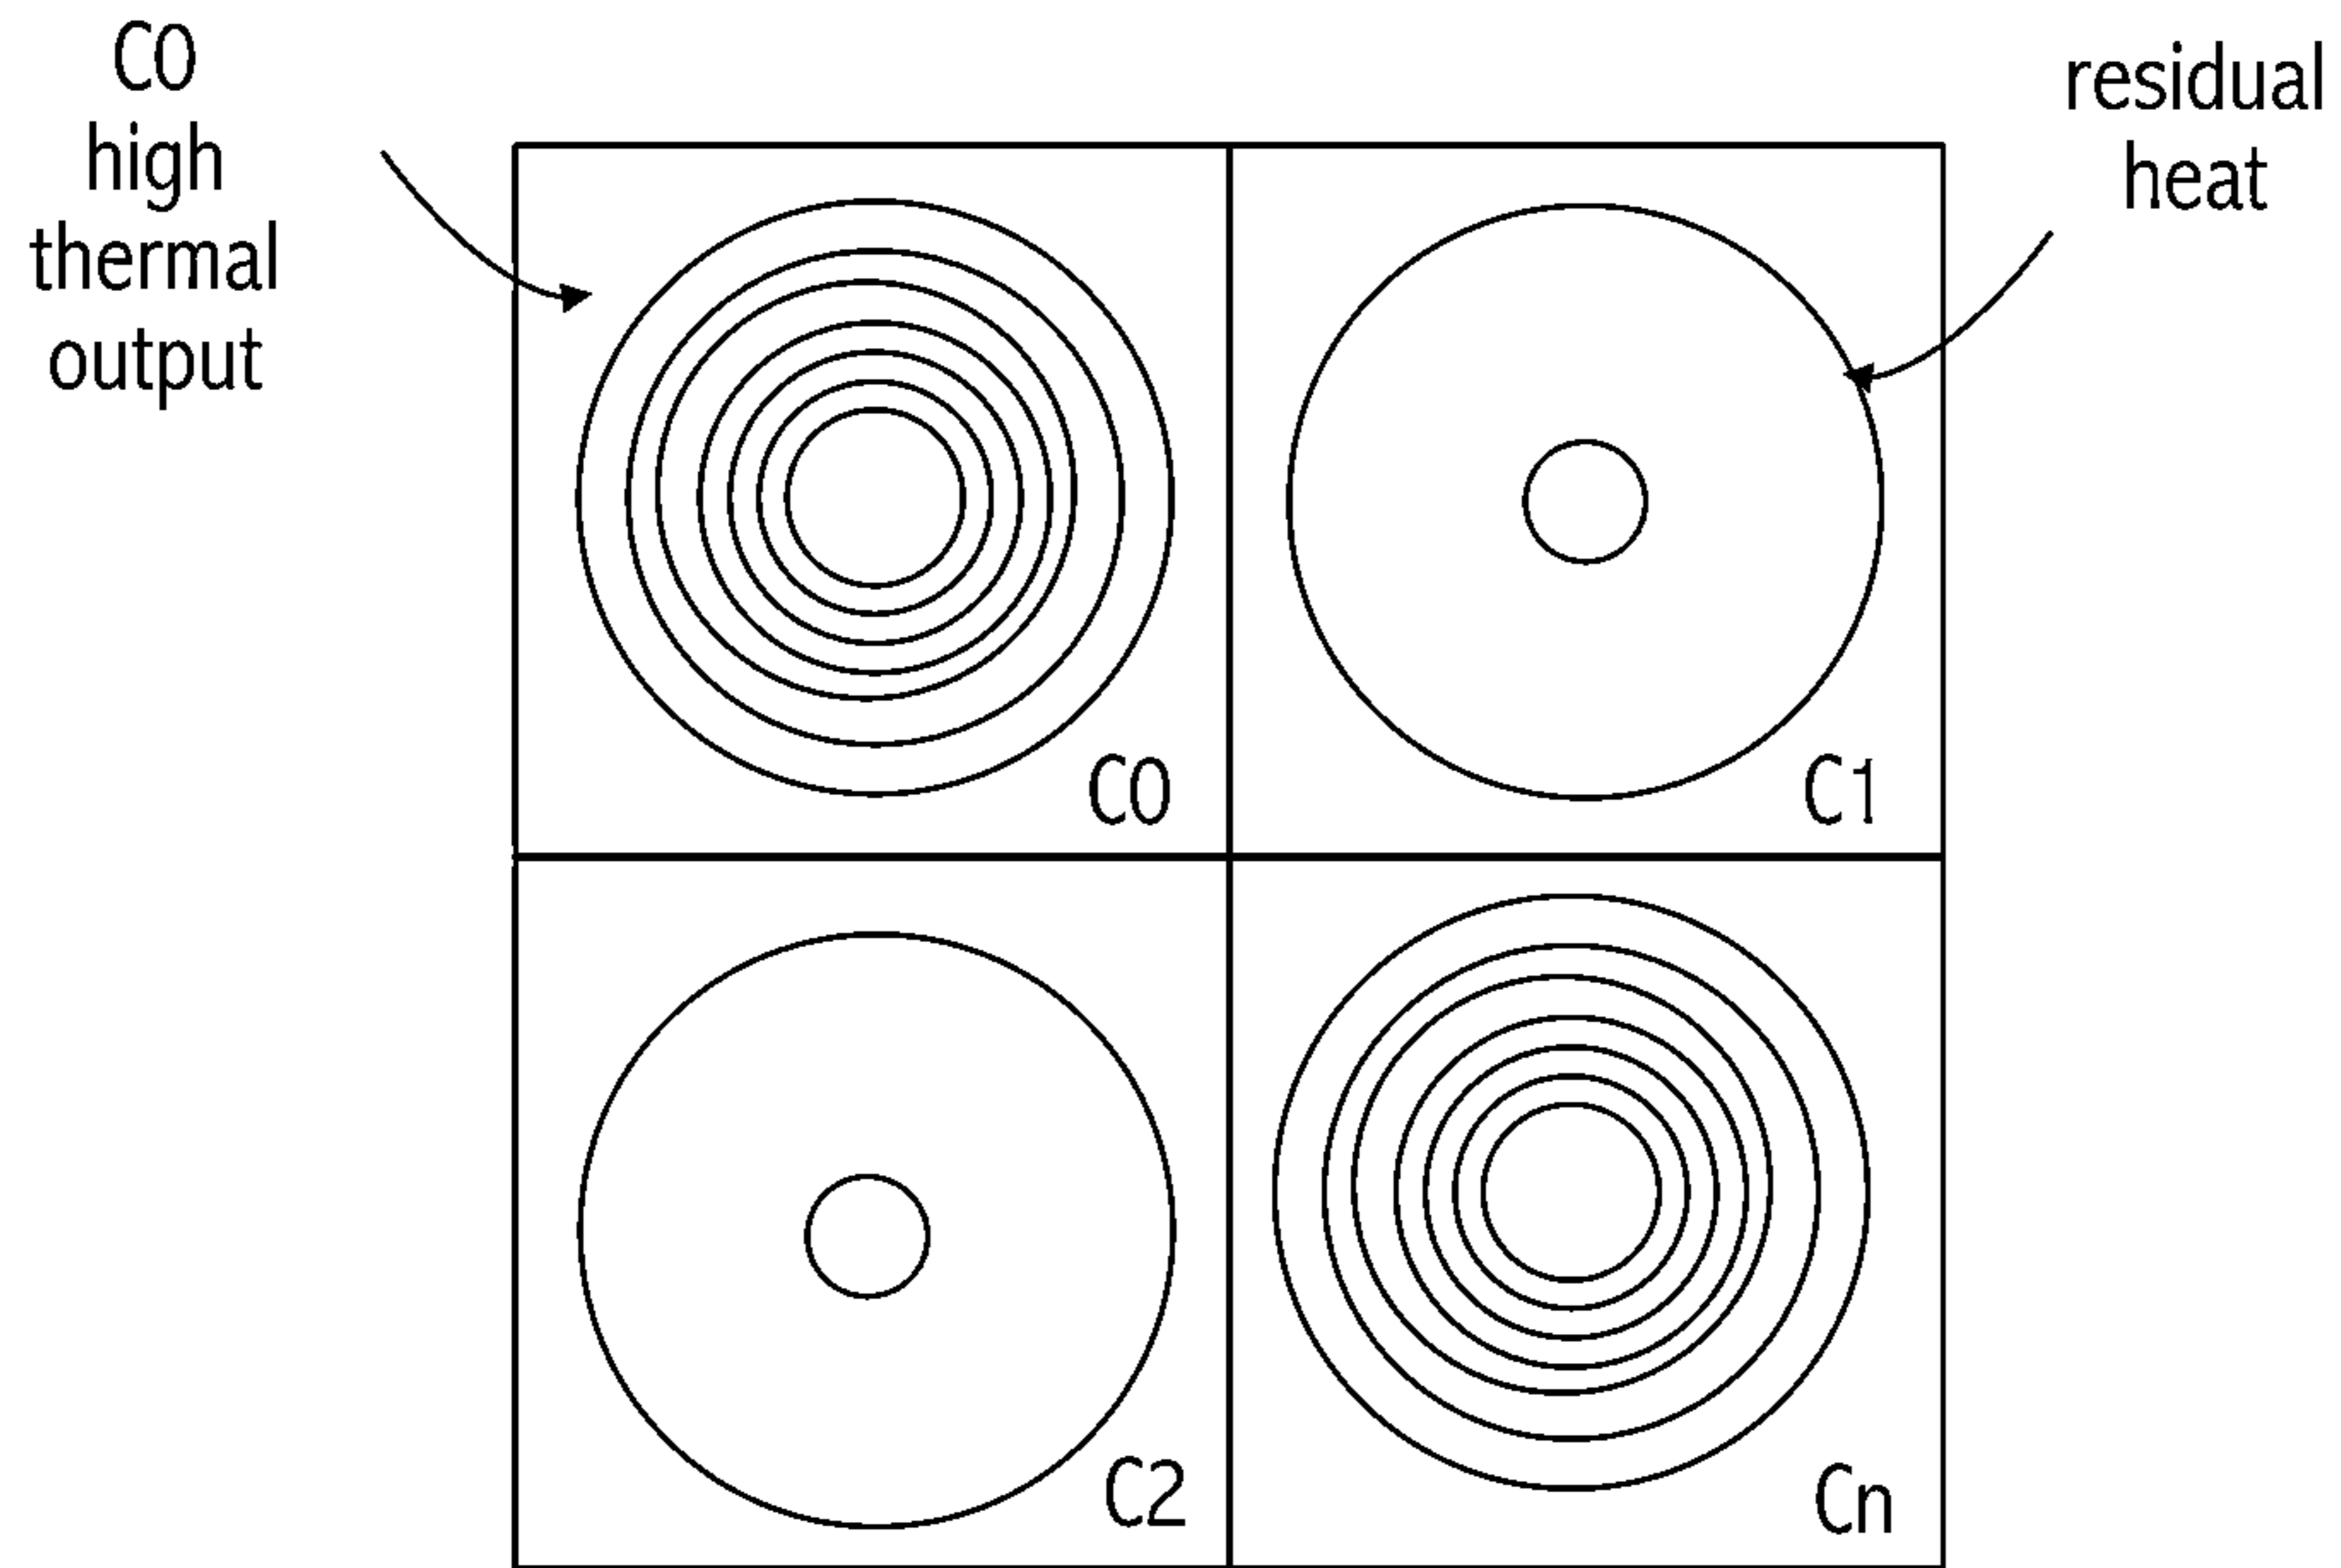 C0
high
thermal
output
residual
heat
C0
C1
C2
Cn